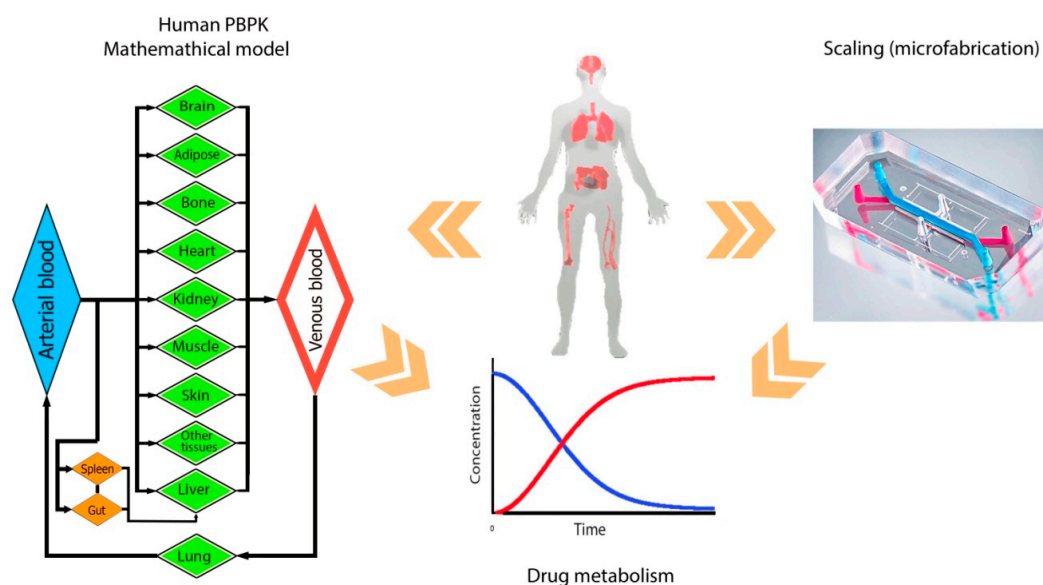 Human PBPK
Mathemathical model
Scaling (microfabrication)
Brain
Adipose
Bone
Heart
Kidney
Muscle
Skin
Other
tissues
Liver
Lung
Arterial blood
Venous blood
Spleen
Gut
Concentration
0
Time
Drug metabolism